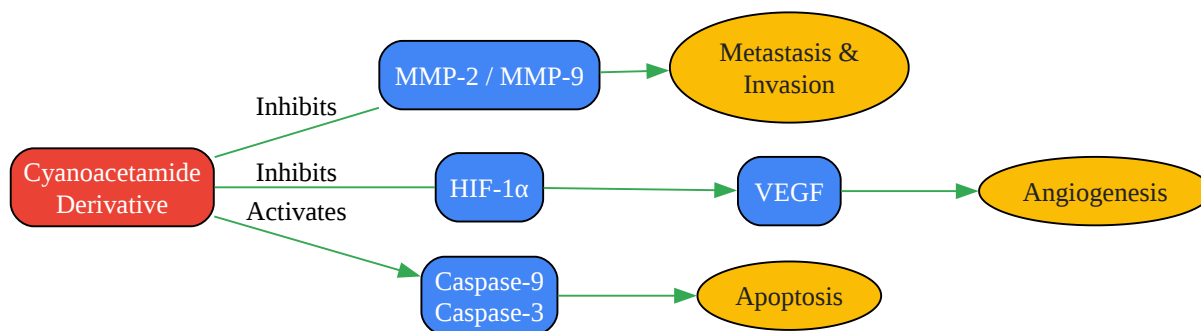 Metastasis &
Invasion
MMP-2 / MMP-9
Inhibits
Cyanoacetamide
Derivative
Inhibits
HIF-1α
VEGF
Angiogenesis
Activates
Caspase-9
Caspase-3
Apoptosis